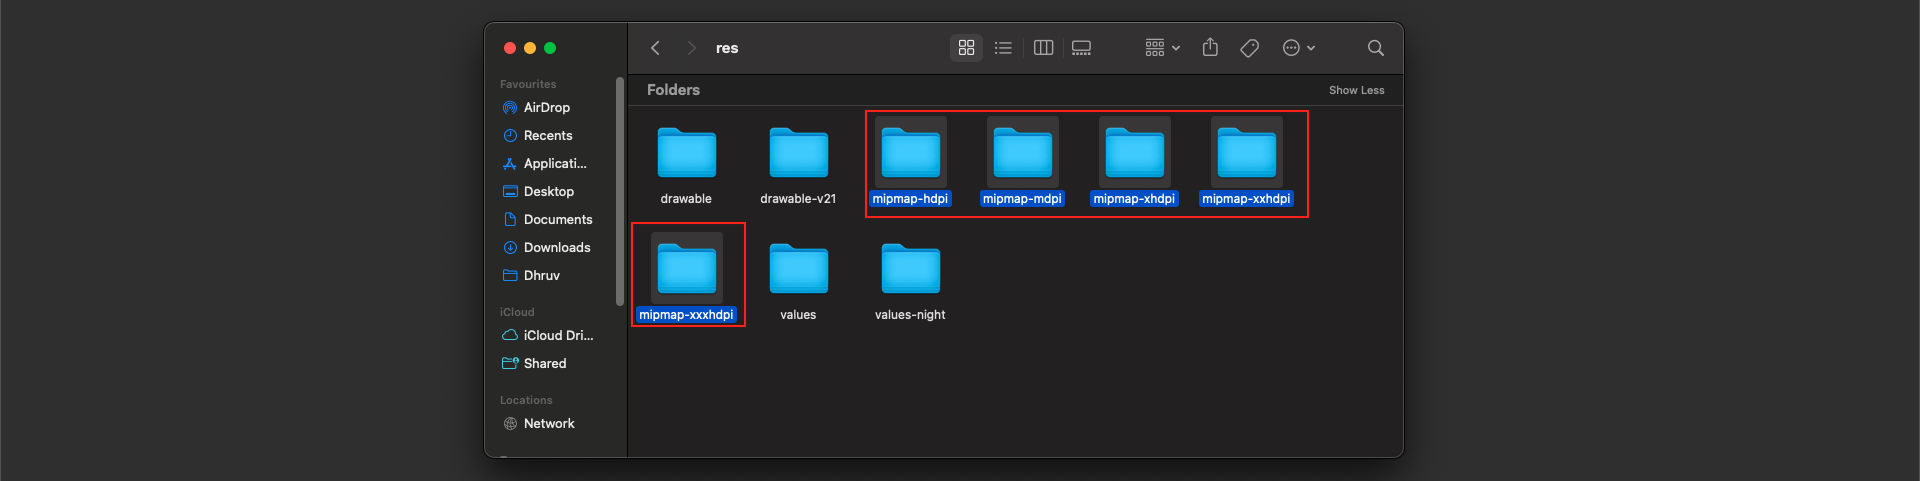 res
Favourites
AirDrop
Recents
Applicati...
Desktop
Documents
Downloads
Dhruv
iCloud
iCloud Dri...
Shared
Locations
Network
Folders
Show Less
drawable
drawable-v21
mipmap-hdpi
mipmap-mdpi
mipmap-xhdpi
mipmap-xxhdpi
mipmap-xxxhdpi
values
values-night